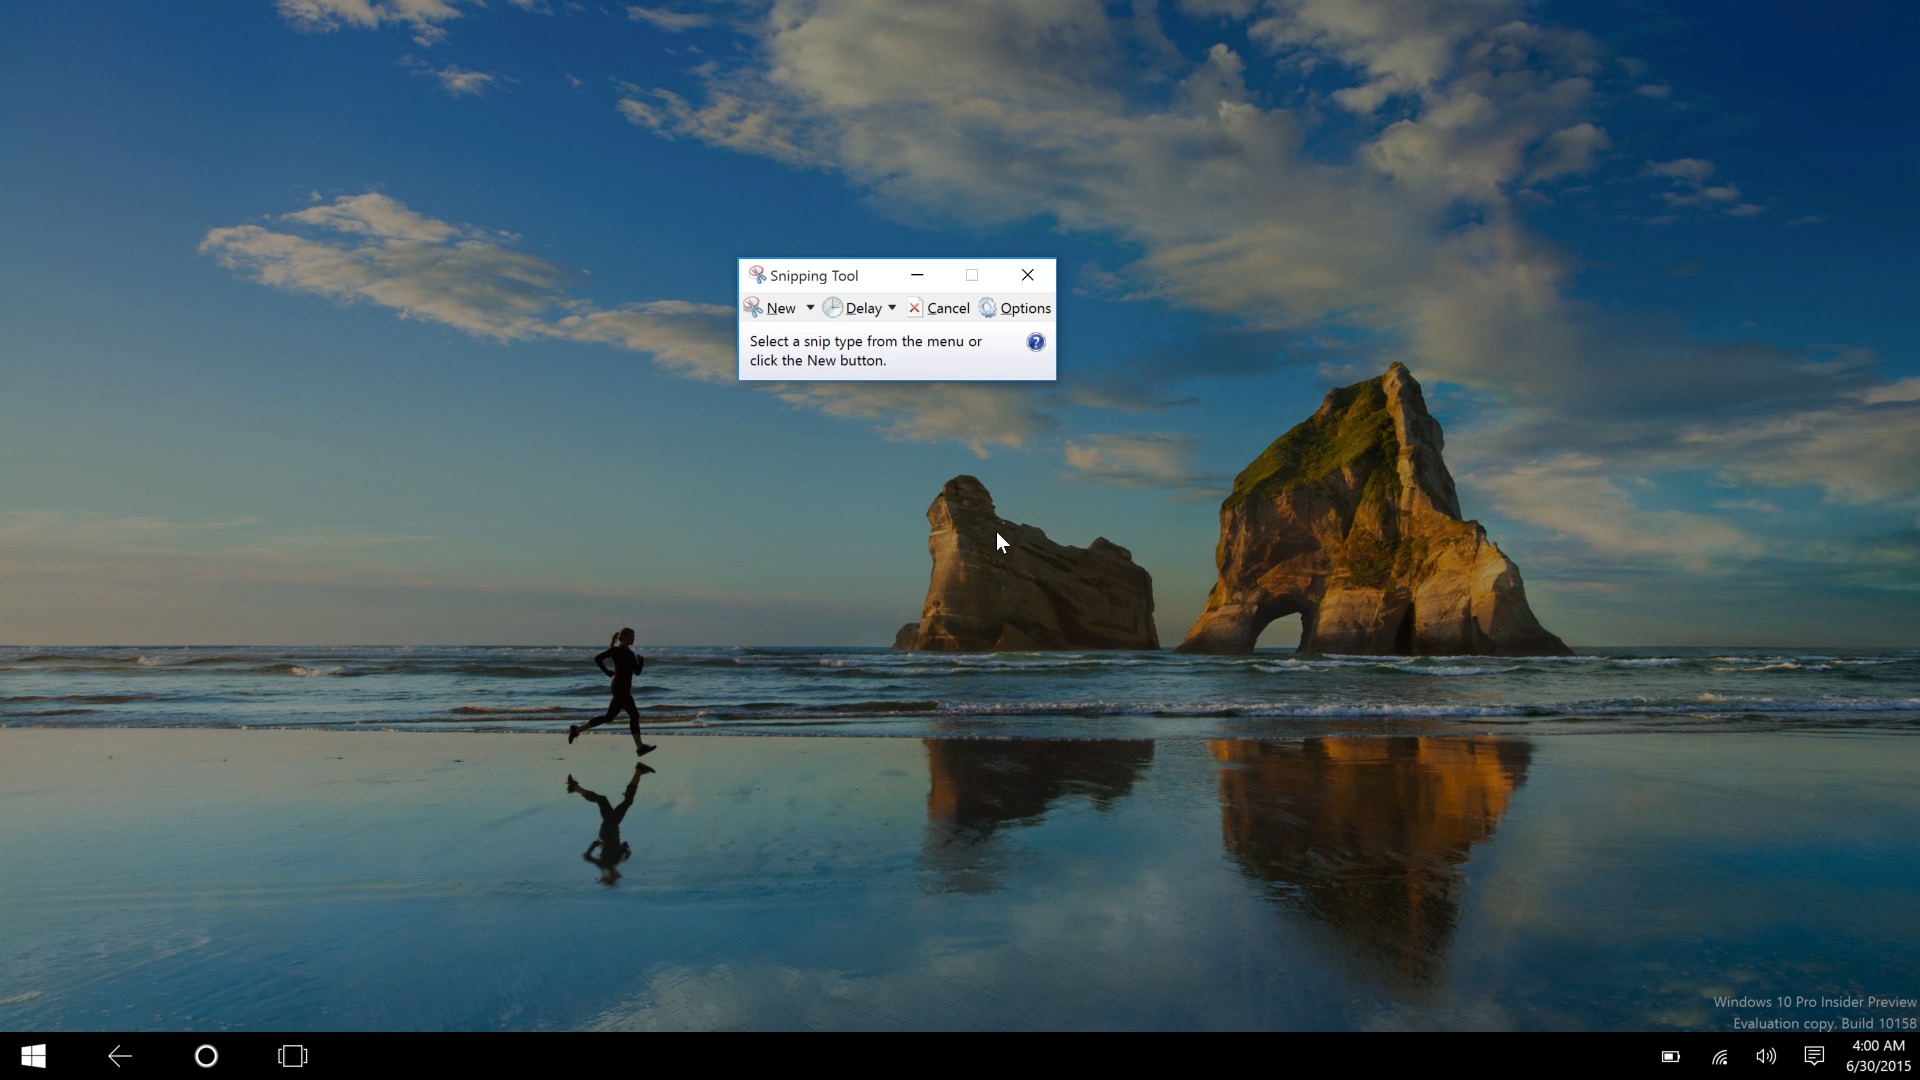 Snipping Tool
New Delay Cancel Options
Select a snip type from the menu or
click the New button.
Windows 10 Pro Insider Preview
Evaluation copy. Build 10158
4:00 AM
6/30/2015